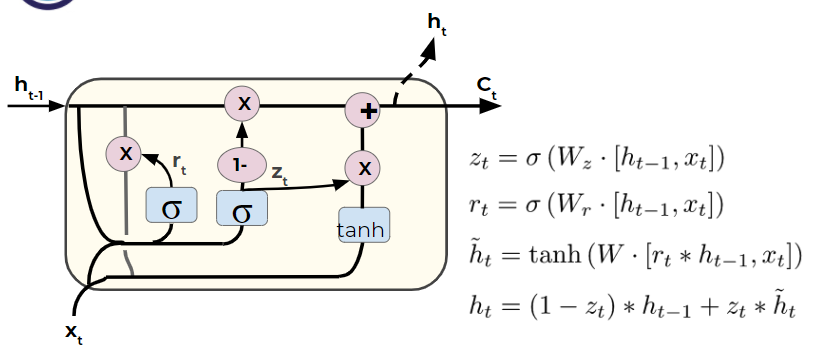 h_t
h_{t-1}
C_t
X
+
X
r_t
1-
z_t
X
σ
σ
tanh
x_t
z_t = σ (W_z · [h_{t−1}, x_t])
r_t = σ (W_r · [h_{t−1}, x_t])
h̃_t = tanh (W · [r_t * h_{t−1}, x_t])
h_t = (1 − z_t) * h_{t−1} + z_t * h̃_t